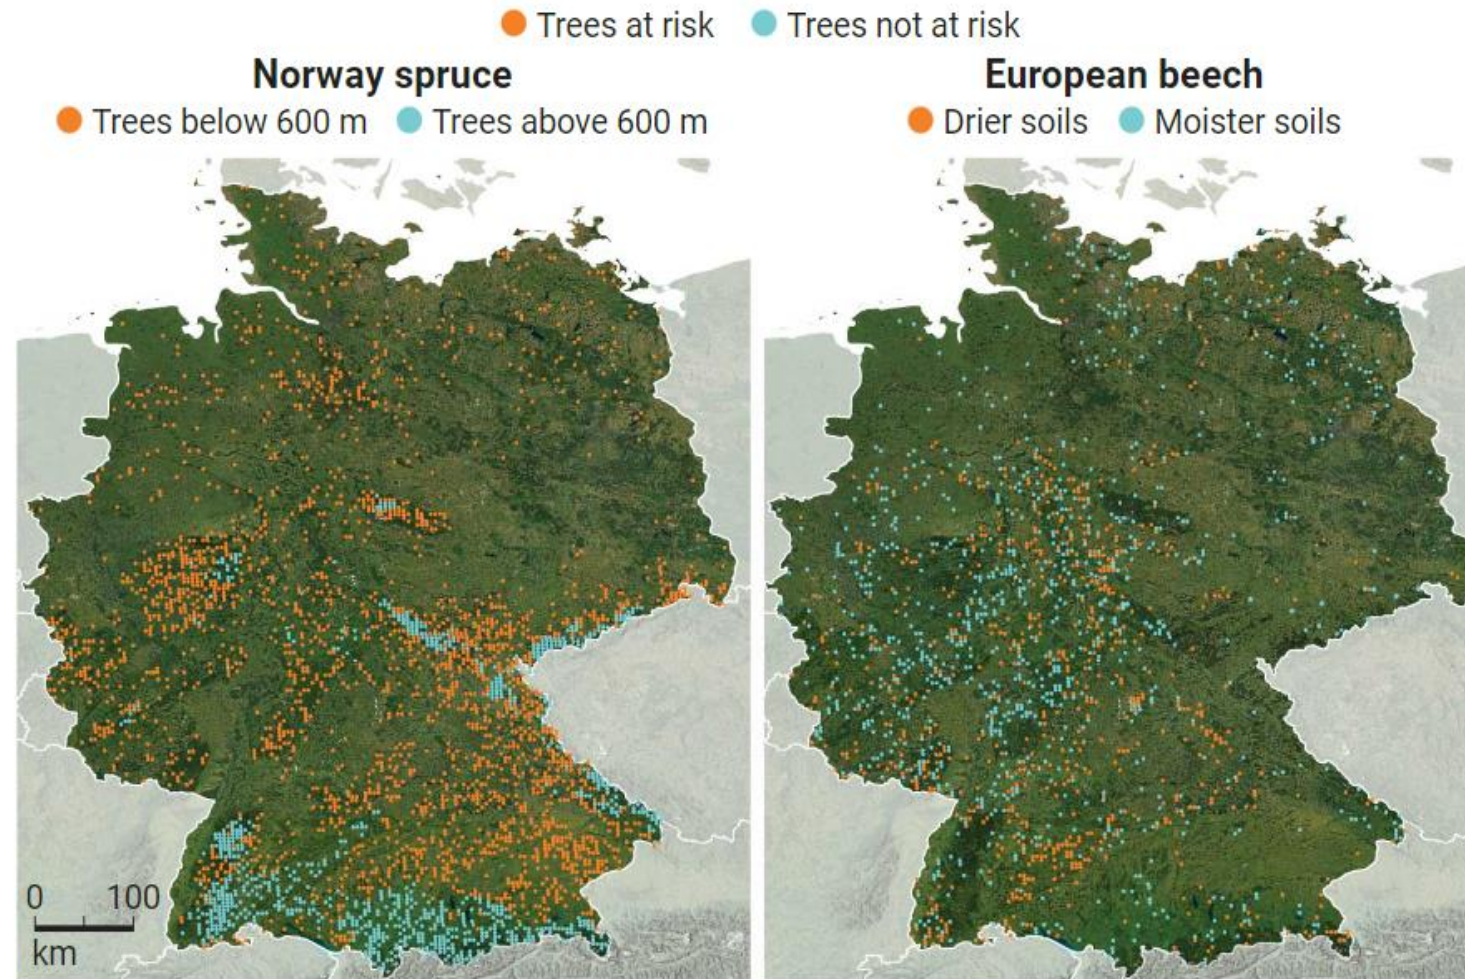 Trees at risk Trees not at risk
Norway spruce
Trees below 600 m Trees above 600 m
European beech
Drier soils Moister soils
0 100
km